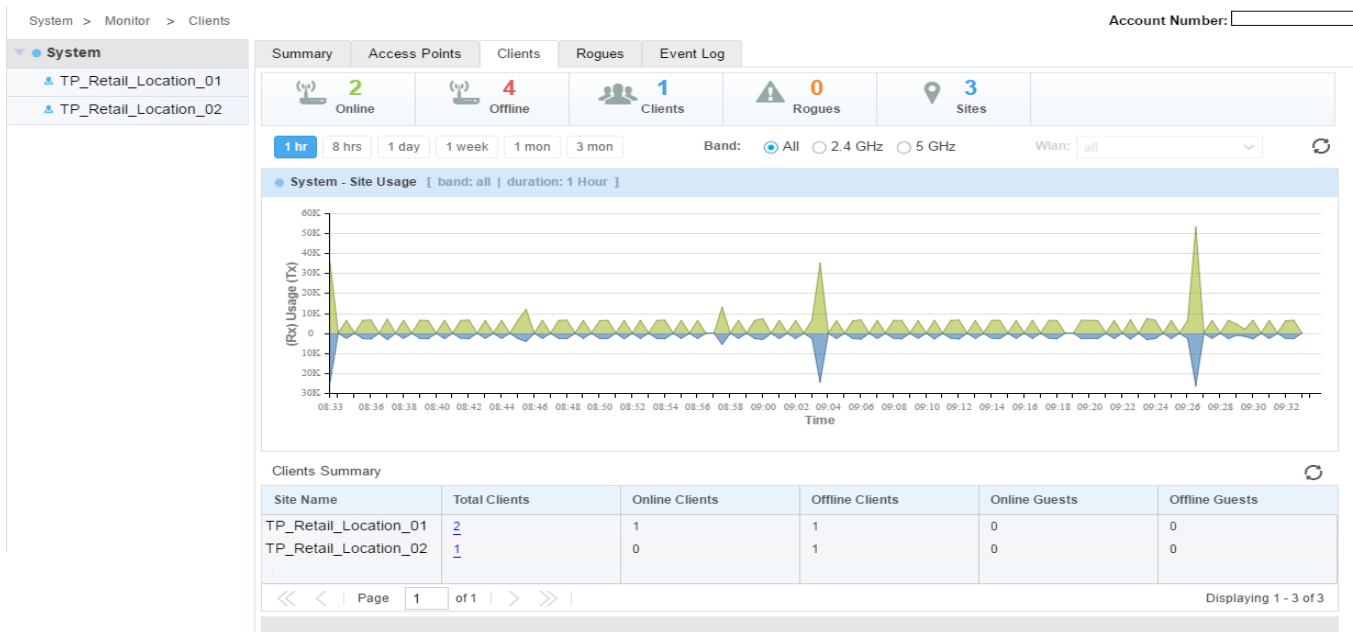 System > Monitor > Clients
Account Number:
System
TP_Retail_Location_01
TP_Retail_Location_02
Summary Access Points Clients Rogues Event Log
2 Online 4 Offline 1 Clients 0 Rogues 3 Sites
1 hr 8 hrs 1 day 1 week 1 mon 3 mon Band: All 2.4 GHz 5 GHz Wlan: all
System - Site Usage [ band: all | duration: 1 Hour ]
60K
50K
40K
30K
20K
10K
0
10K
20K
30K
(Rx) Usage (Tx)
08:33 08:36 08:38 08:40 08:42 08:44 08:46 08:48 08:50 08:52 08:54 08:56 08:58 09:00 09:02 09:04 09:06 09:08 09:10 09:12 09:14 09:16 09:18 09:20 09:22 09:24 09:26 09:28 09:30 09:32
Time
Clients Summary
Site Name Total Clients Online Clients Offline Clients Online Guests Offline Guests
TP_Retail_Location_01 2 1 1 0 0
TP_Retail_Location_02 1 0 1 0 0
Page 1 of 1 Displaying 1 - 3 of 3